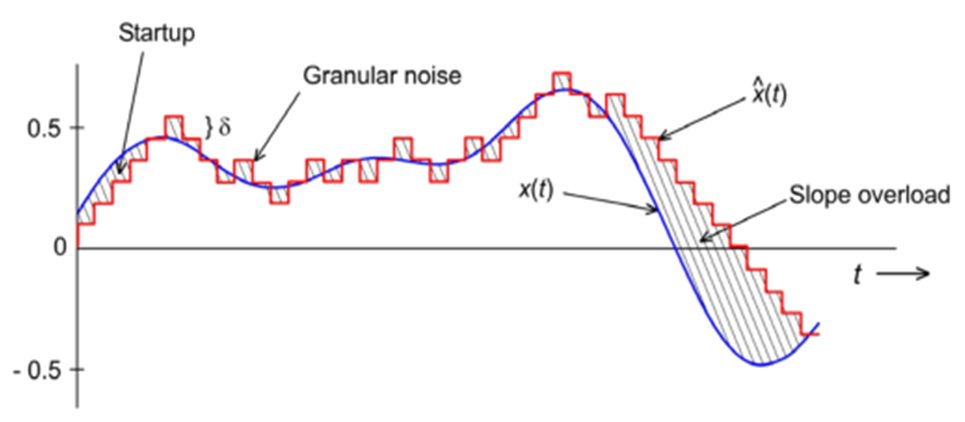 Startup
Granular noise
x̂(t)
0.5
} δ
x(t)
Slope overload
0
t
- 0.5